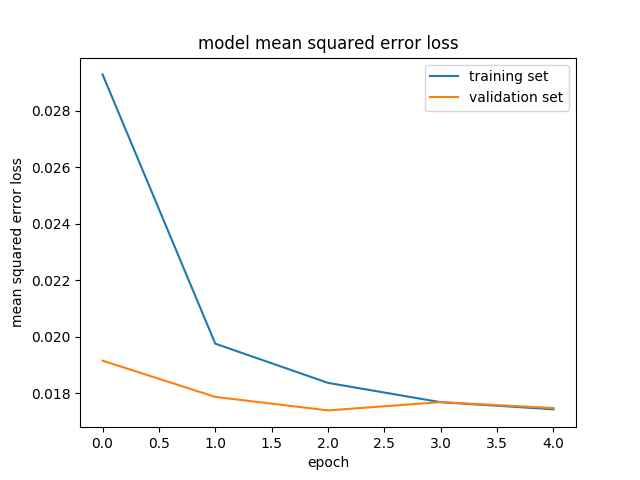 model mean squared error loss
training set
validation set
mean squared error loss
0.028
0.026
0.024
0.022
0.020
0.018
0.0 0.5 1.0 1.5 2.0 2.5 3.0 3.5 4.0
epoch